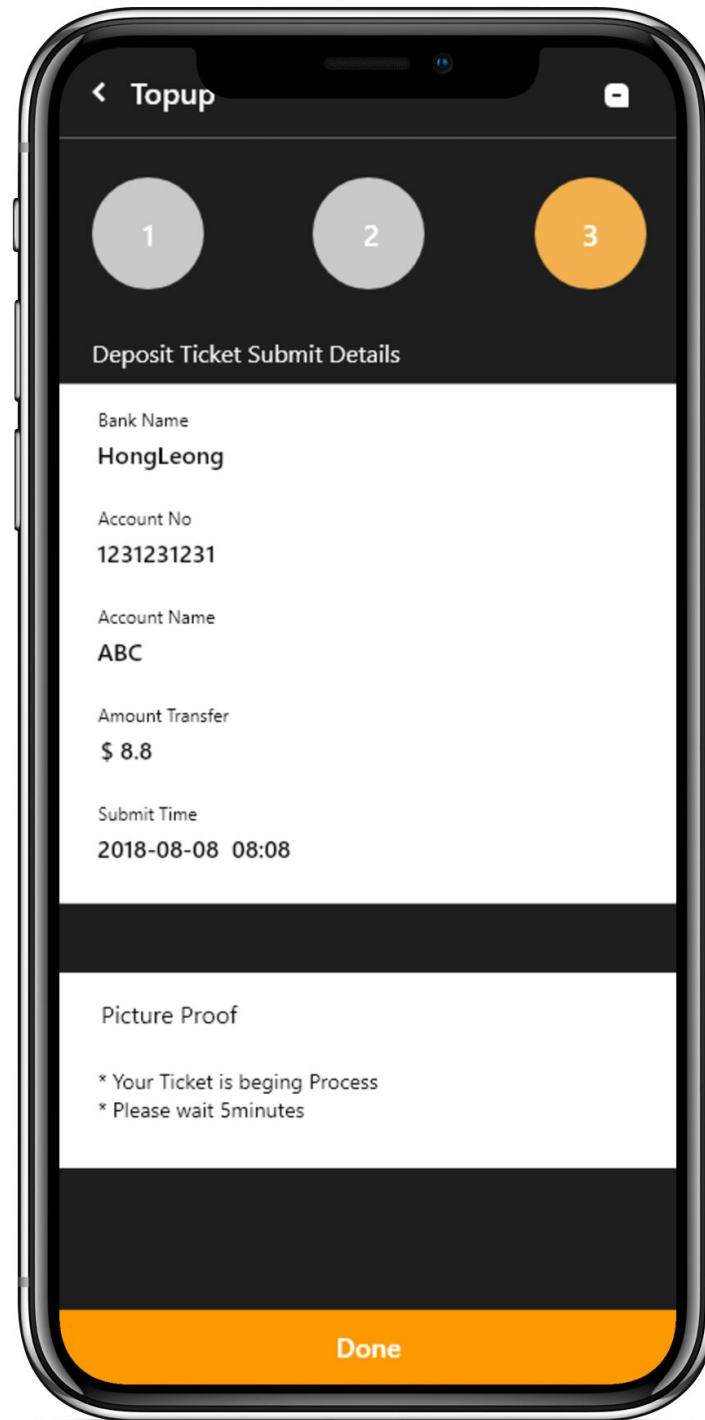 Topup
1 2 3
Deposit Ticket Submit Details
Bank Name
HongLeong
Account No
1231231231
Account Name
ABC
Amount Transfer
$ 8.8
Submit Time
2018-08-08 08:08
Picture Proof
* Your Ticket is beging Process
* Please wait 5minutes
Done